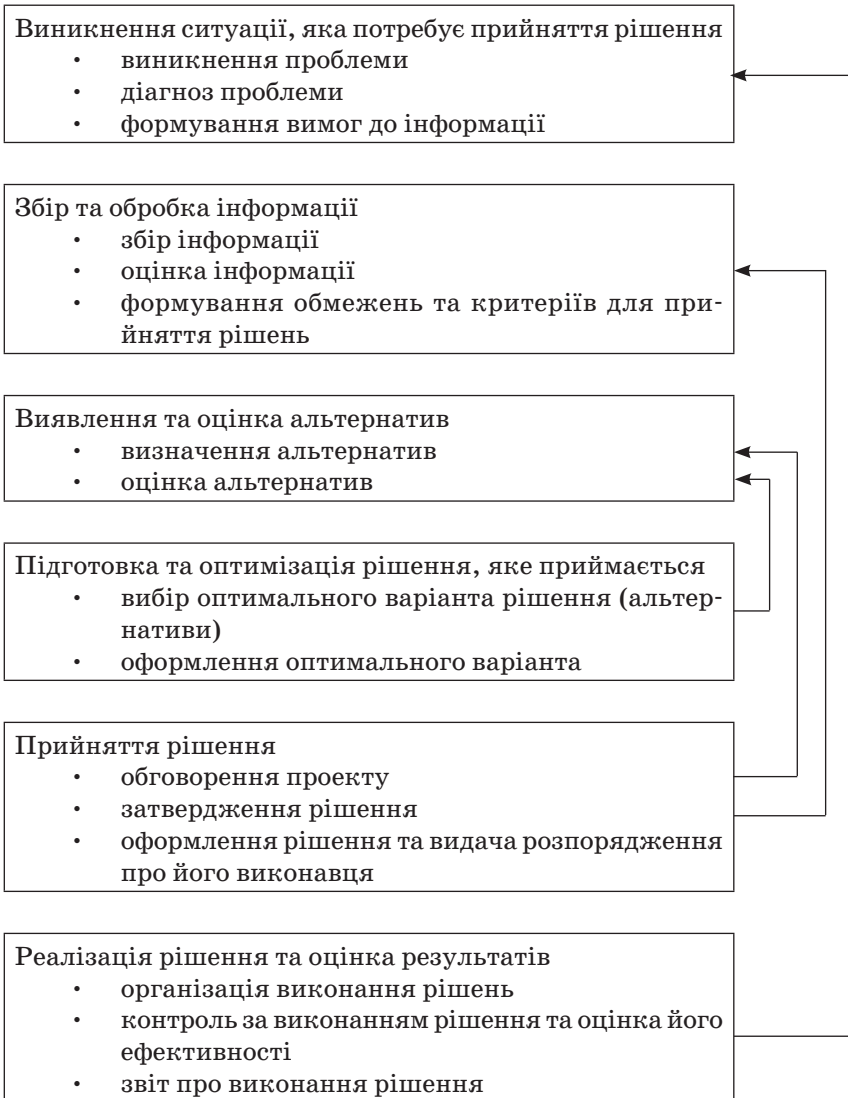 Виникнення ситуації, яка потребує прийняття рішення
• виникнення проблеми
• діагноз проблеми
• формування вимог до інформації
Збір та обробка інформації
• збір інформації
• оцінка інформації
• формування обмежень та критеріїв для при-
йняття рішень
Виявлення та оцінка альтернатив
• визначення альтернатив
• оцінка альтернатив
Підготовка та оптимізація рішення, яке приймається
• вибір оптимального варіанта рішення (альтер-
нативи)
• оформлення оптимального варіанта
Прийняття рішення
• обговорення проекту
• затвердження рішення
• оформлення рішення та видача розпорядження
про його виконавця
Реалізація рішення та оцінка результатів
• організація виконання рішень
• контроль за виконанням рішення та оцінка його
ефективності
• звіт про виконання рішення